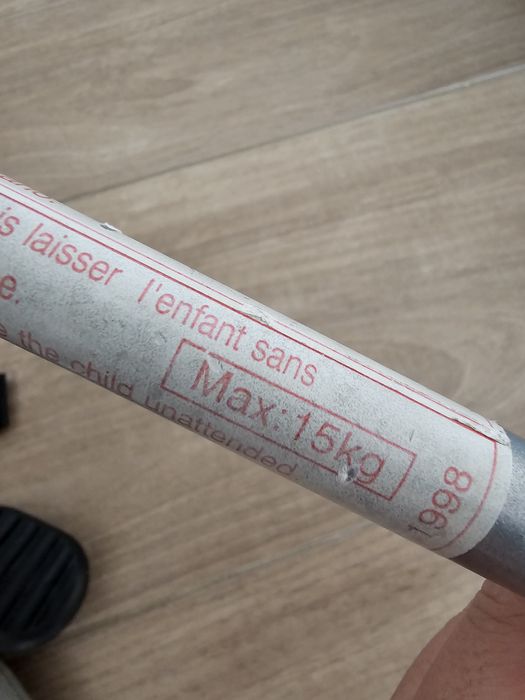 is laisser l'enfant sans
e.
the child unattended
Max:15kg
1998